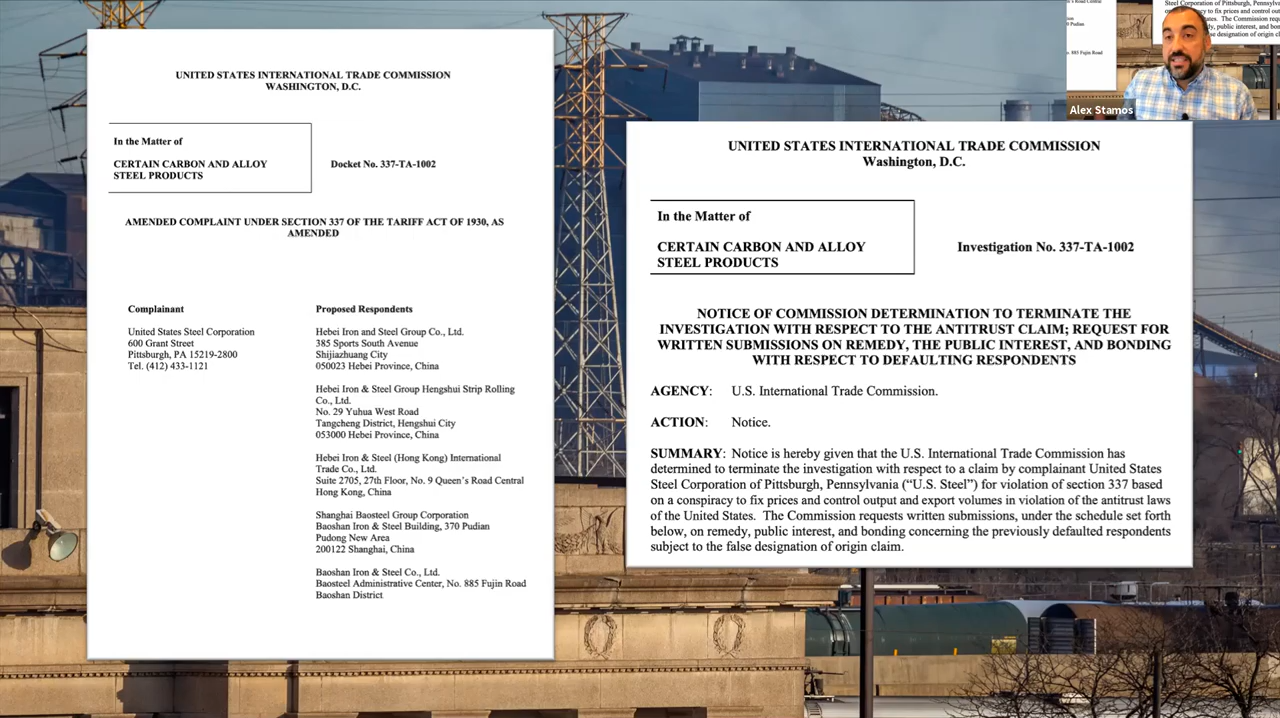 UNITED STATES INTERNATIONAL TRADE COMMISSION
WASHINGTON, D.C.
In the Matter of
CERTAIN CARBON AND ALLOY
STEEL PRODUCTS
Docket No. 337-TA-1002
AMENDED COMPLAINT UNDER SECTION 337 OF THE TARIFF ACT OF 1930, AS
AMENDED
Complainant
United States Steel Corporation
600 Grant Street
Pittsburgh, PA 15219-2800
Tel. (412) 433-1121
Proposed Respondents
Hebei Iron and Steel Group Co., Ltd.
385 Sports South Avenue
Shijiazhuang City
050023 Hebei Province, China
Hebei Iron & Steel Group Hengshui Strip Rolling
Co., Ltd.
No. 29 Yuhua West Road
Tangcheng District, Hengshui City
053000 Hebei Province, China
Hebei Iron & Steel (Hong Kong) International
Trade Co., Ltd.
Suite 2705, 27th Floor, No. 9 Queen's Road Central
Hong Kong, China
Shanghai Baosteel Group Corporation
Baoshan Iron & Steel Building, 370 Pudian
Pudong New Area
200122 Shanghai, China
Baoshan Iron & Steel Co., Ltd.
Baosteel Administrative Center, No. 885 Fujin Road
Baoshan District
UNITED STATES INTERNATIONAL TRADE COMMISSION
Washington, D.C.
In the Matter of
CERTAIN CARBON AND ALLOY
STEEL PRODUCTS
Investigation No. 337-TA-1002
NOTICE OF COMMISSION DETERMINATION TO TERMINATE THE
INVESTIGATION WITH RESPECT TO THE ANTITRUST CLAIM; REQUEST FOR
WRITTEN SUBMISSIONS ON REMEDY, THE PUBLIC INTEREST, AND BONDING
WITH RESPECT TO DEFAULTING RESPONDENTS
AGENCY: U.S. International Trade Commission.
ACTION: Notice.
SUMMARY: Notice is hereby given that the U.S. International Trade Commission has
determined to terminate the investigation with respect to a claim by complainant United States
Steel Corporation of Pittsburgh, Pennsylvania ("U.S. Steel") for violation of section 337 based
on a conspiracy to fix prices and control output and export volumes in violation of the antitrust laws
of the United States. The Commission requests written submissions, under the schedule set forth
below, on remedy, public interest, and bonding concerning the previously defaulted respondents
subject to the false designation of origin claim.
Alex Stamos